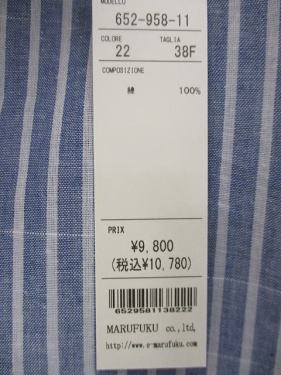 MODELLO
652-958-11
COLORE TAGLIA
22 38F
COMPOSIZIONE
綿 100%
PRIX
¥9,800
(税込¥10,780)
6529581138222
MARUFUKU co.,ltd.
http://www.e-marufuku.com/